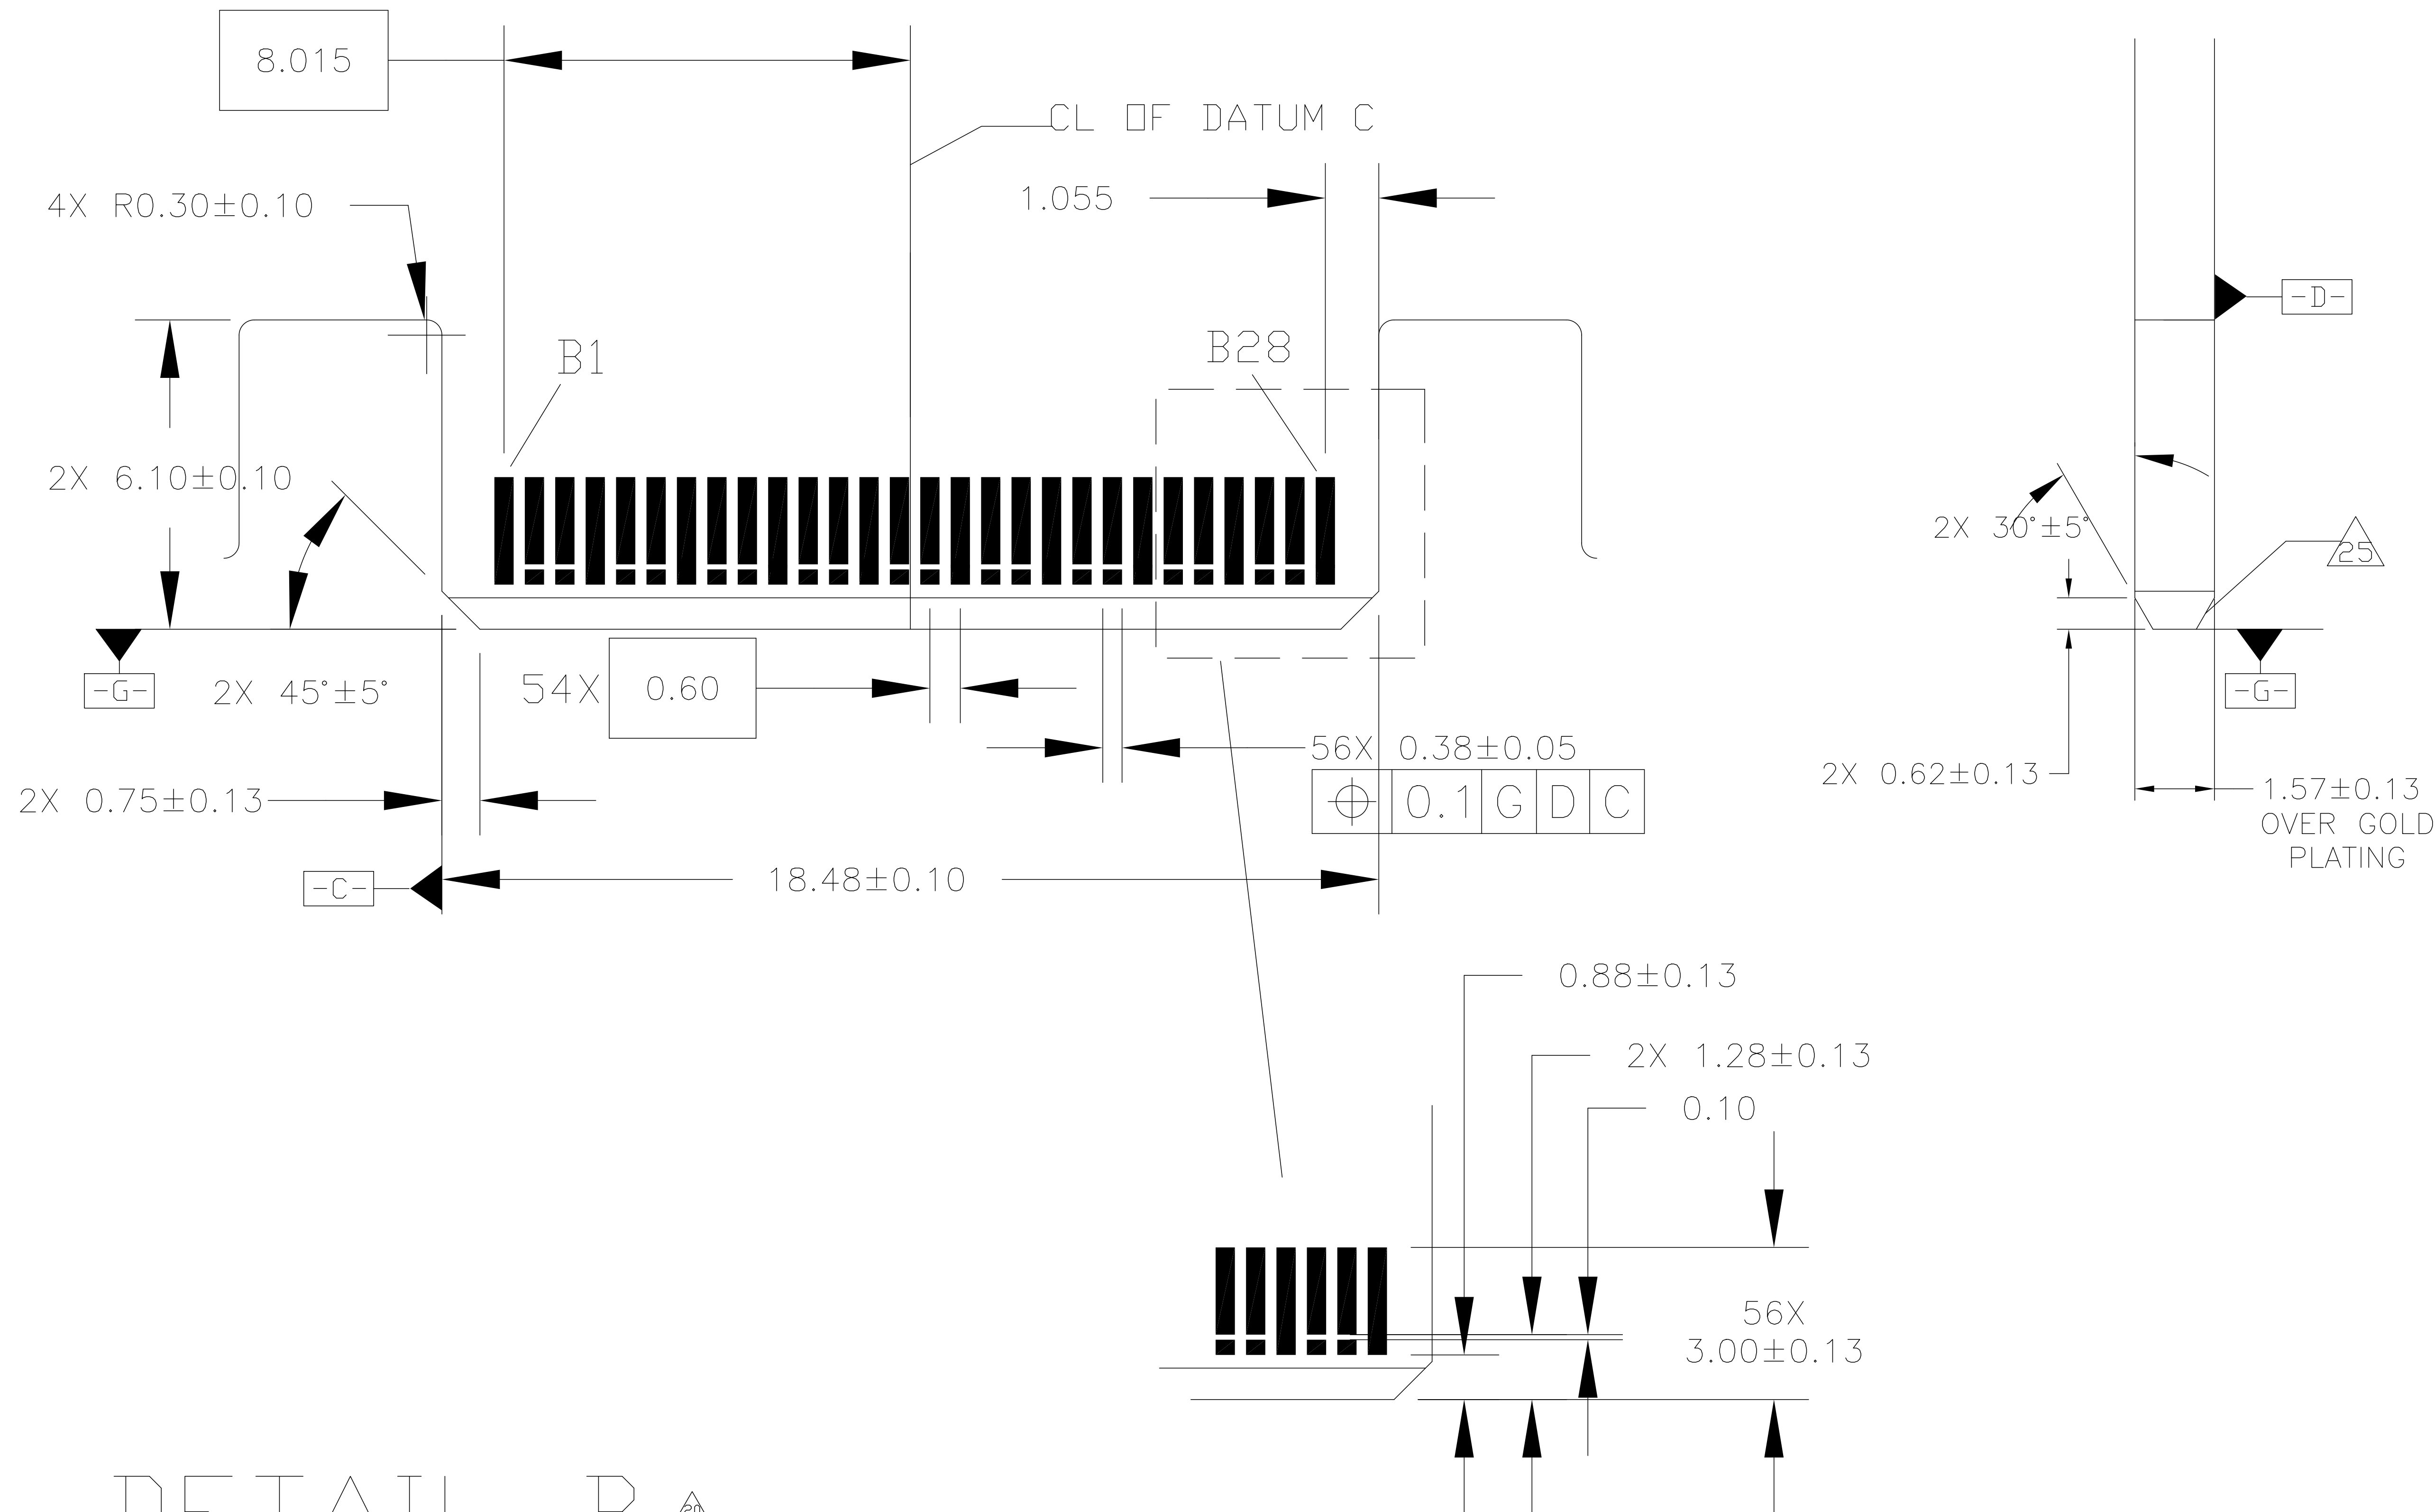 8.015
CL OF DATUM C
1.055
4X R0.30±0.10
B1
B28
-D-
2X 6.10±0.10
2X 30°±5°
25
-G-
2X 45°±5°
54X 0.60
-G-
56X 0.38±0.05
0.1 G D C
2X 0.75±0.13
2X 0.62±0.13
1.57±0.13
OVER GOLD
PLATING
-C-
18.48±0.10
0.88±0.13
2X 1.28±0.13
0.10
56X
3.00±0.13
DETAIL B
20